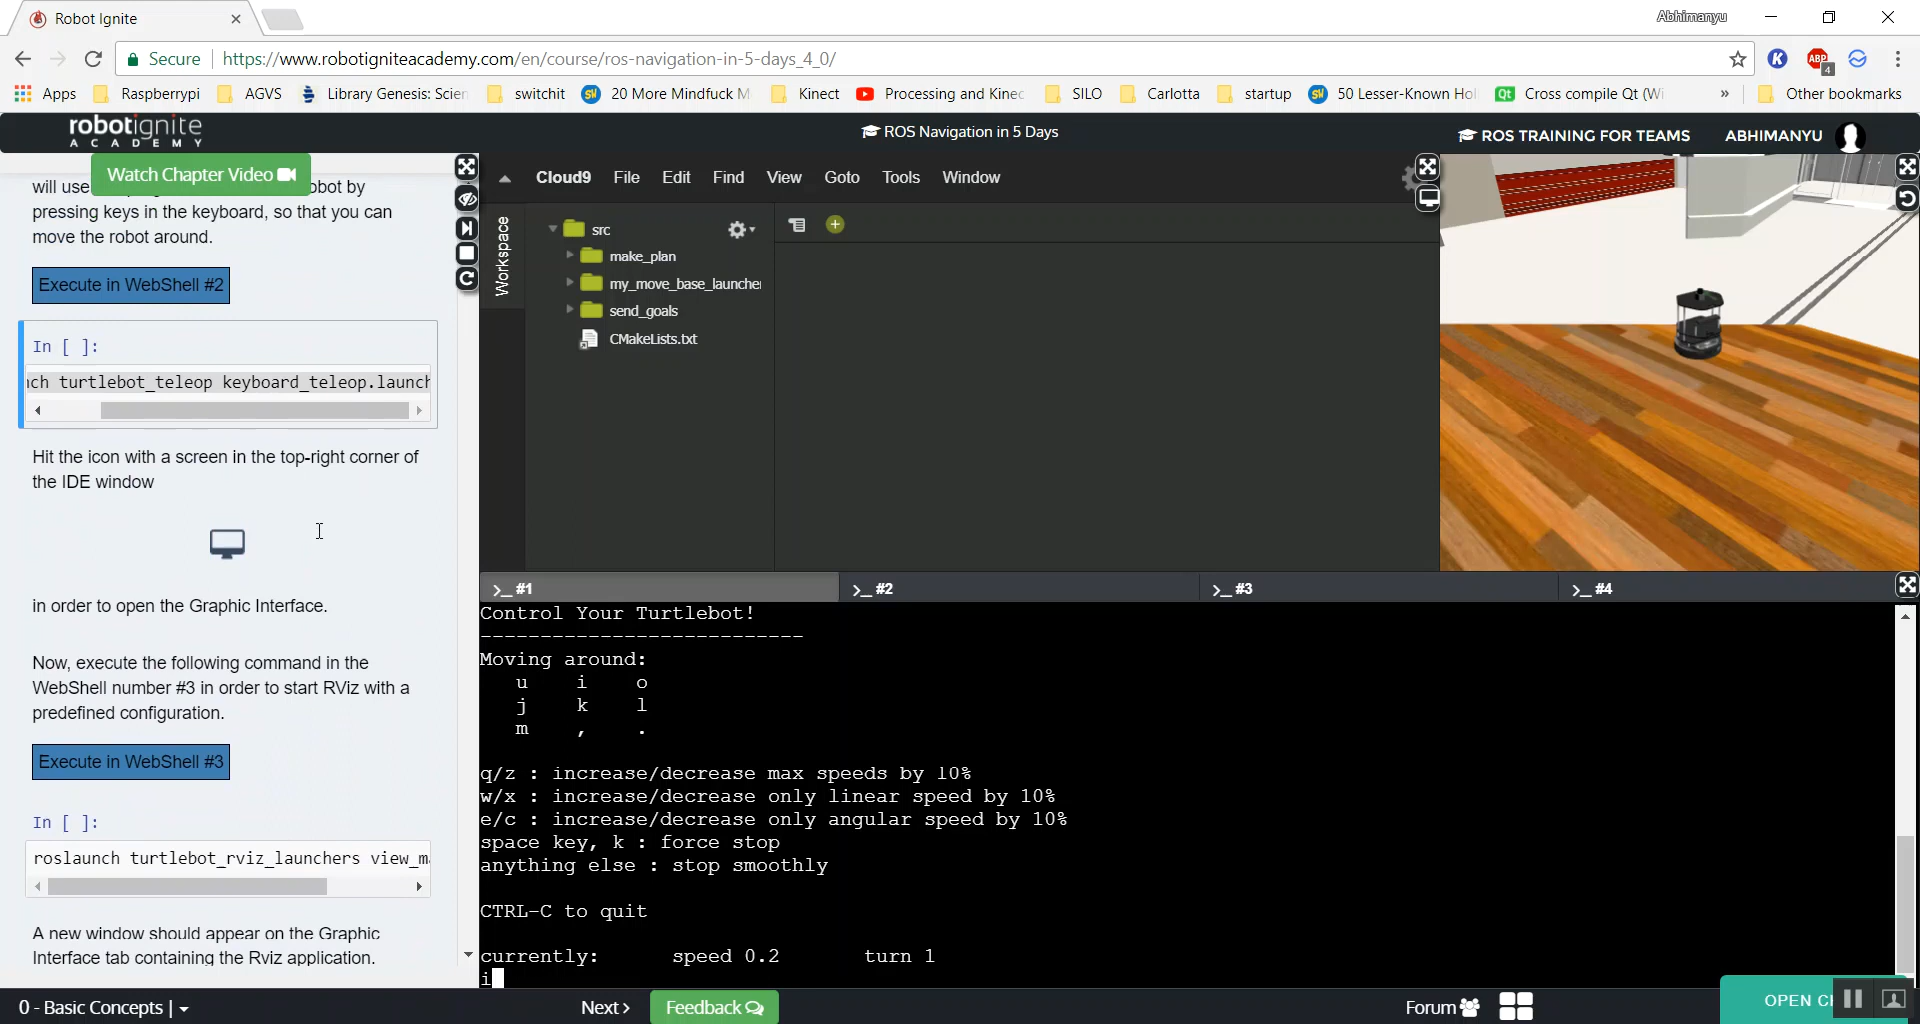 Robot Ignite
Abhimanyu
Secure
https://www.robotigniteacademy.com/en/course/ros-navigation-in-5-days_4_0/
ABP
4
Apps
Raspberrypi
AGVS
Library Genesis: Scien
switchit
20 More Mindfuck M
Kinect
Processing and Kinec
SILO
Carlotta
startup
50 Lesser-Known Ho
Cross compile Qt (Wi
»
Other bookmarks
robotignite
ACADEMY
ROS Navigation in 5 Days
ROS TRAINING FOR TEAMS
ABHIMANYU
Watch Chapter Video
will use
obot by
pressing keys in the keyboard, so that you can
move the robot around.
Execute in WebShell #2
In [ ]:
ch turtlebot_teleop keyboard_teleop.launch
Hit the icon with a screen in the top-right corner of
the IDE window
in order to open the Graphic Interface.
Now, execute the following command in the
WebShell number #3 in order to start RViz with a
predefined configuration.
Execute in WebShell #3
In [ ]:
roslaunch turtlebot_rviz_launchers view_m
A new window should appear on the Graphic
Interface tab containing the Rviz application.
Cloud9 File Edit Find View Goto Tools Window
Workspace
src
make_plan
my_move_base_launcher
send_goals
CMakeLists.txt
>_ #1
>_ #2
>_ #3
>_ #4
Control Your Turtlebot!
---------------------------
Moving around:
u i o
j k l
m , .
q/z : increase/decrease max speeds by 10%
w/x : increase/decrease only linear speed by 10%
e/c : increase/decrease only angular speed by 10%
space key, k : force stop
anything else : stop smoothly
CTRL-C to quit
currently: speed 0.2 turn 1
i
0 - Basic Concepts |
Next >
Feedback
Forum
OPEN C